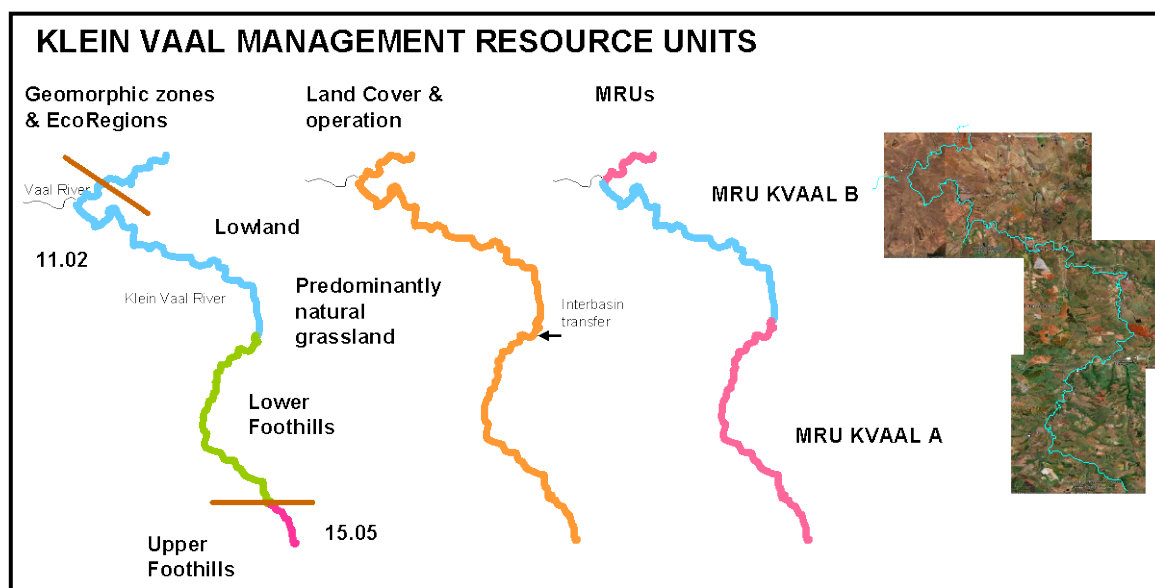 KLEIN VAAL MANAGEMENT RESOURCE UNITS
Geomorphic zones
& EcoRegions
Land Cover &
operation
MRUs
Vaal River
MRU KVAAL B
Lowland
11.02
Klein Vaal River
Predominantly
natural
grassland
Interbasin
transfer
Lower
Foothills
MRU KVAAL A
15.05
Upper
Foothills